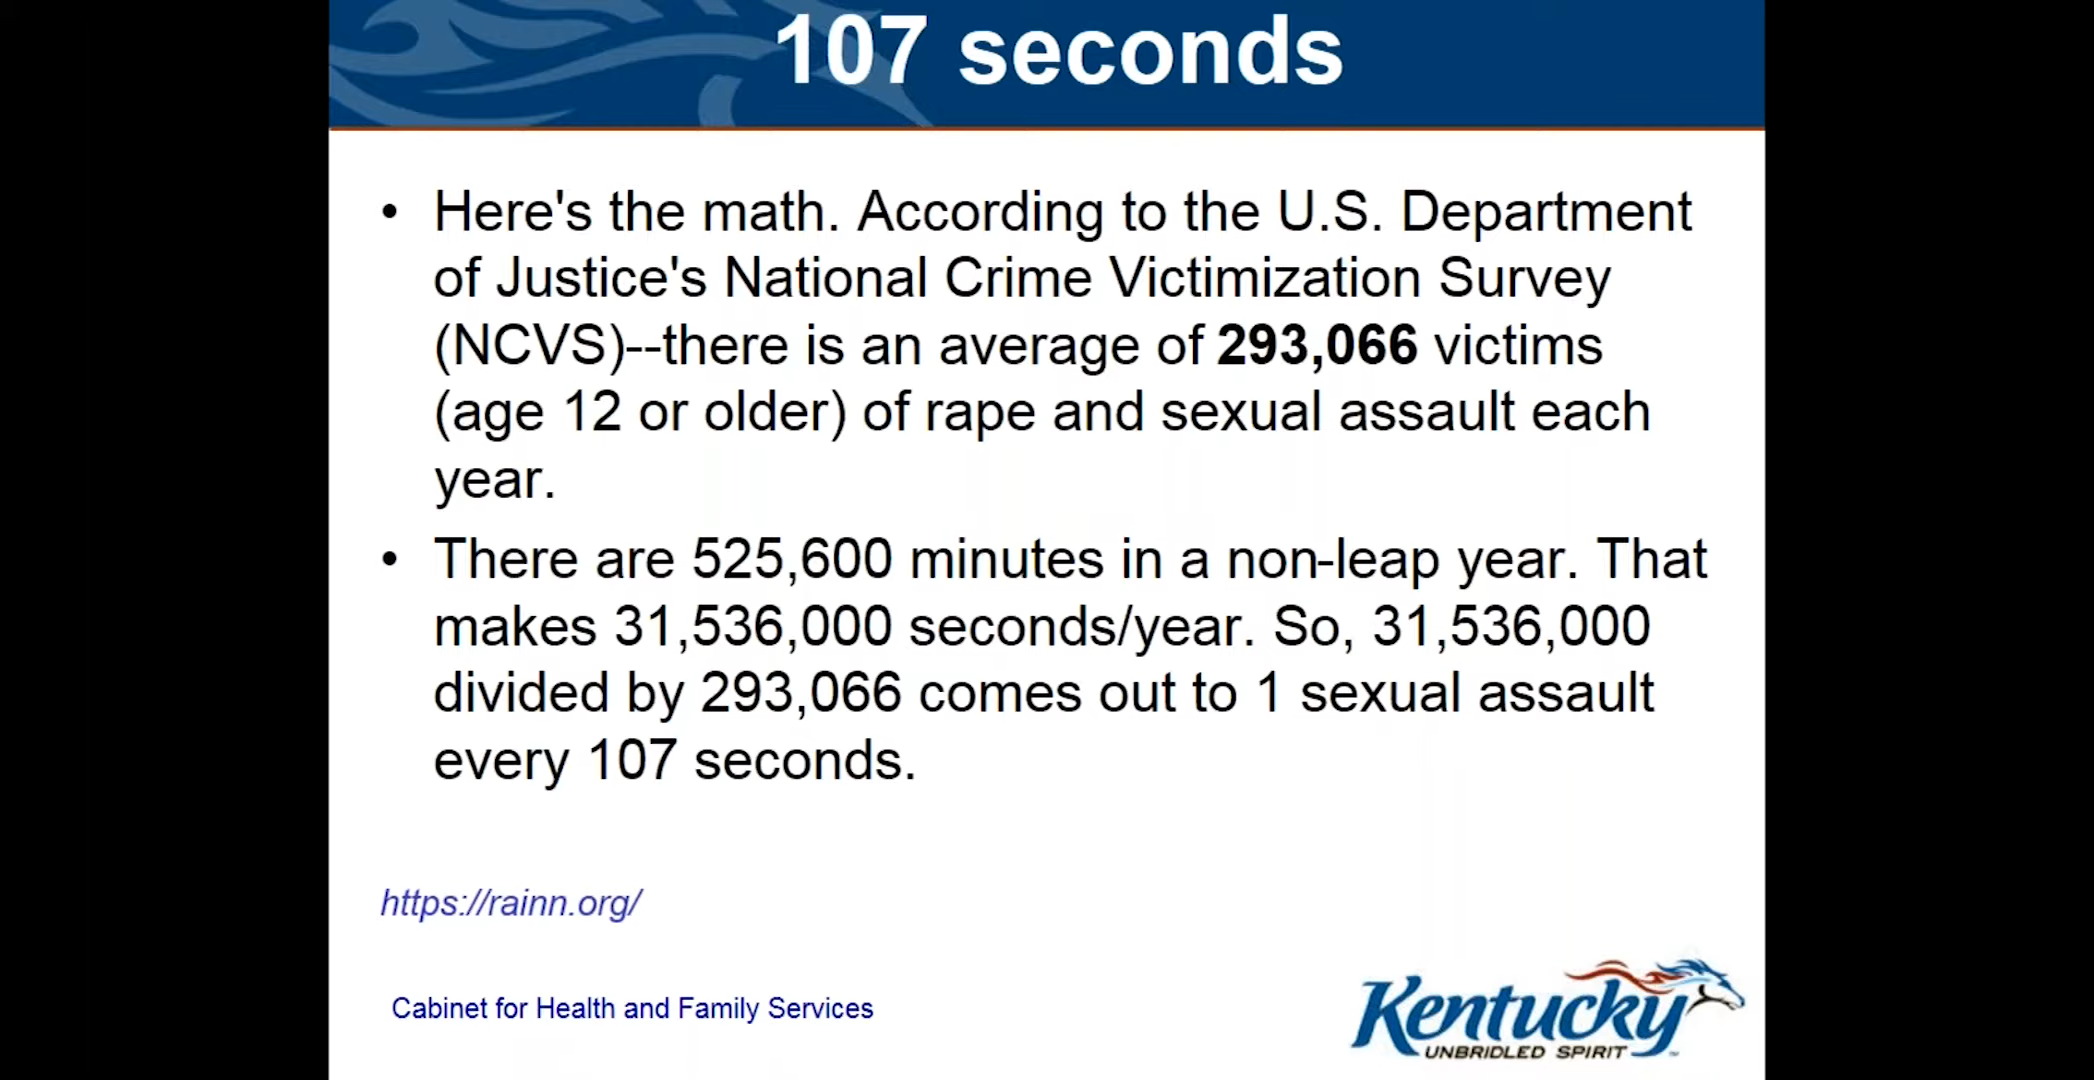 107 seconds
• Here's the math. According to the U.S. Department
of Justice's National Crime Victimization Survey
(NCVS)--there is an average of 293,066 victims
(age 12 or older) of rape and sexual assault each
year.
• There are 525,600 minutes in a non-leap year. That
makes 31,536,000 seconds/year. So, 31,536,000
divided by 293,066 comes out to 1 sexual assault
every 107 seconds.
https://rainn.org/
Cabinet for Health and Family Services
Kentucky
UNBRIDLED SPIRIT